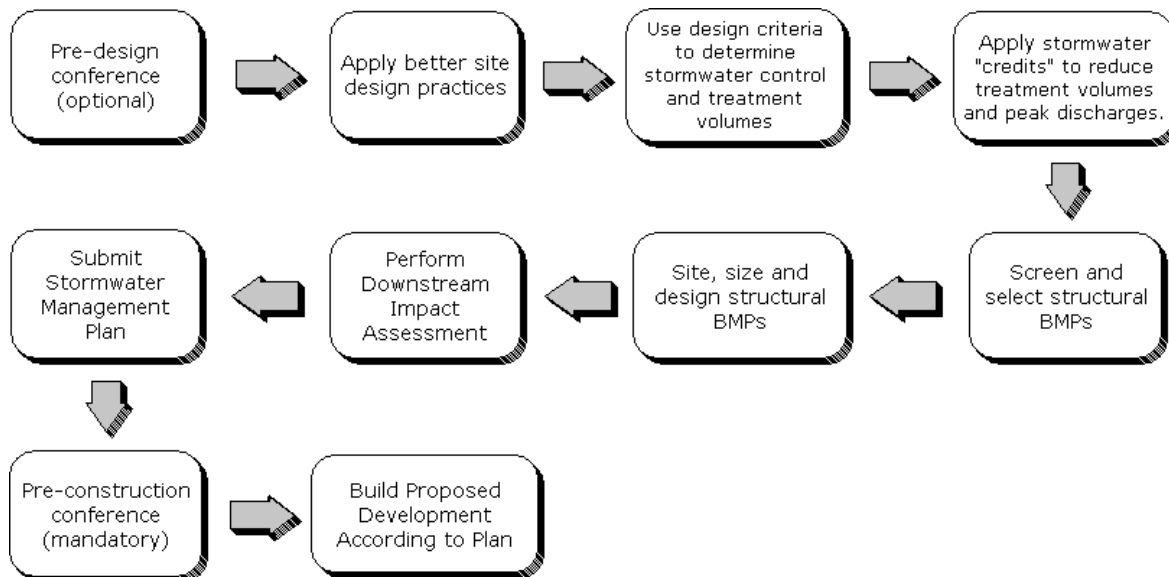 Pre-design
conference
(optional)
Apply better site
design practices
Use design criteria
to determine
stormwater control
and treatment
volumes
Apply stormwater
"credits" to reduce
treatment volumes
and peak discharges.
Screen and
select structural
BMPs
Site, size and
design structural
BMPs
Perform
Downstream
Impact
Assessment
Submit
Stormwater
Management
Plan
Pre-construction
conference
(mandatory)
Build Proposed
Development
According to Plan